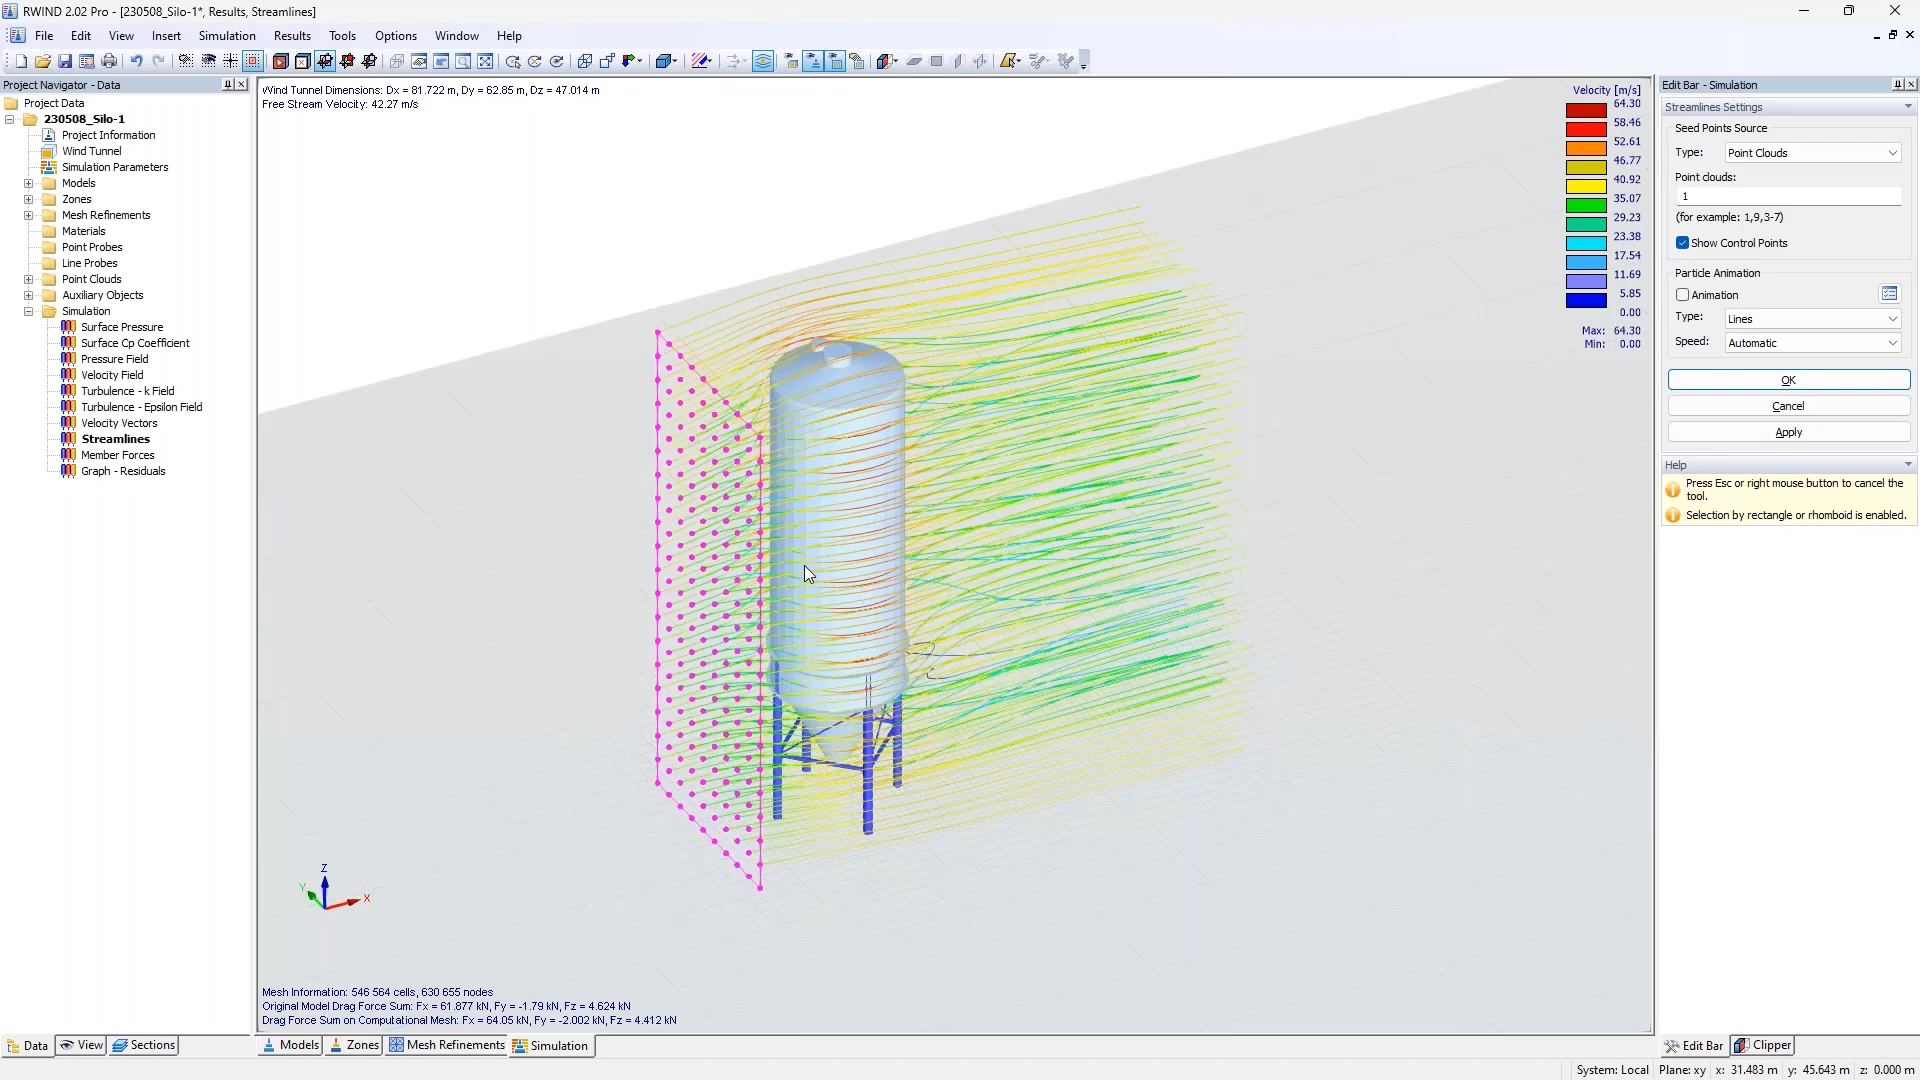 RWIND 2.02 Pro - [230508_Silo-1*, Results, Streamlines]
File Edit View Insert Simulation Results Tools Options Window Help
Project Navigator - Data
Project Data
230508_Silo-1
Project Information
Wind Tunnel
Simulation Parameters
Models
Zones
Mesh Refinements
Materials
Point Probes
Line Probes
Point Clouds
Auxiliary Objects
Simulation
Surface Pressure
Surface Cp Coefficient
Pressure Field
Velocity Field
Turbulence - k Field
Turbulence - Epsilon Field
Velocity Vectors
Streamlines
Member Forces
Graph - Residuals
Data View Sections
Wind Tunnel Dimensions: Dx = 81.722 m, Dy = 62.85 m, Dz = 47.014 m
Free Stream Velocity: 42.27 m/s
Velocity [m/s]
64.30
58.46
52.61
46.77
40.92
35.07
29.23
23.38
17.54
11.69
5.85
0.00
Max: 64.30
Min: 0.00
Z
Y
X
Mesh Information: 546 564 cells, 630 655 nodes
Original Model Drag Force Sum: Fx = 61.877 kN, Fy = -1.79 kN, Fz = 4.624 kN
Drag Force Sum on Computational Mesh: Fx = 64.05 kN, Fy = -2.002 kN, Fz = 4.412 kN
Models Zones Mesh Refinements Simulation
Edit Bar - Simulation
Streamlines Settings
Seed Points Source
Type: Point Clouds
Point clouds:
1
(for example: 1,9,3-7)
Show Control Points
Particle Animation
Animation
Type: Lines
Speed: Automatic
OK
Cancel
Apply
Help
Press Esc or right mouse button to cancel the
tool.
Selection by rectangle or rhomboid is enabled.
Edit Bar Clipper
System: Local Plane: xy x: 31.483 m y: 45.643 m z: 0.000 m